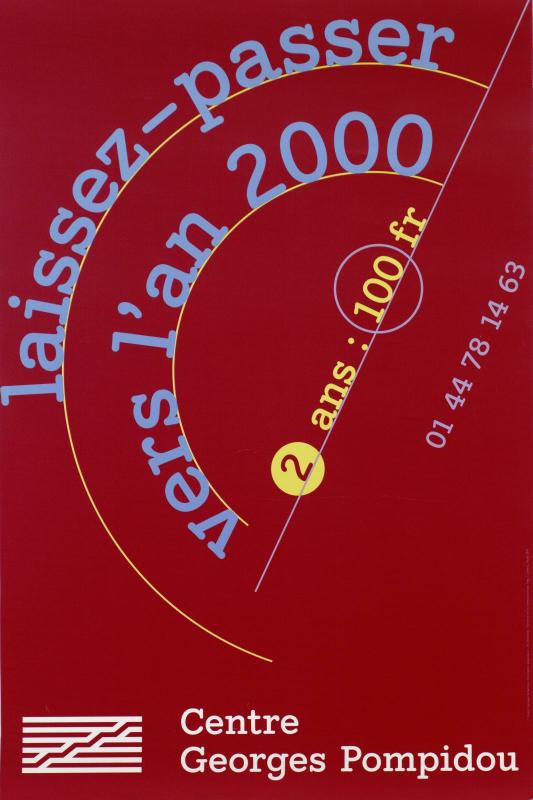 laissez-passer
vers l'an 2000
2 ans : 100 fr
01 44 78 14 63
Centre
Georges Pompidou